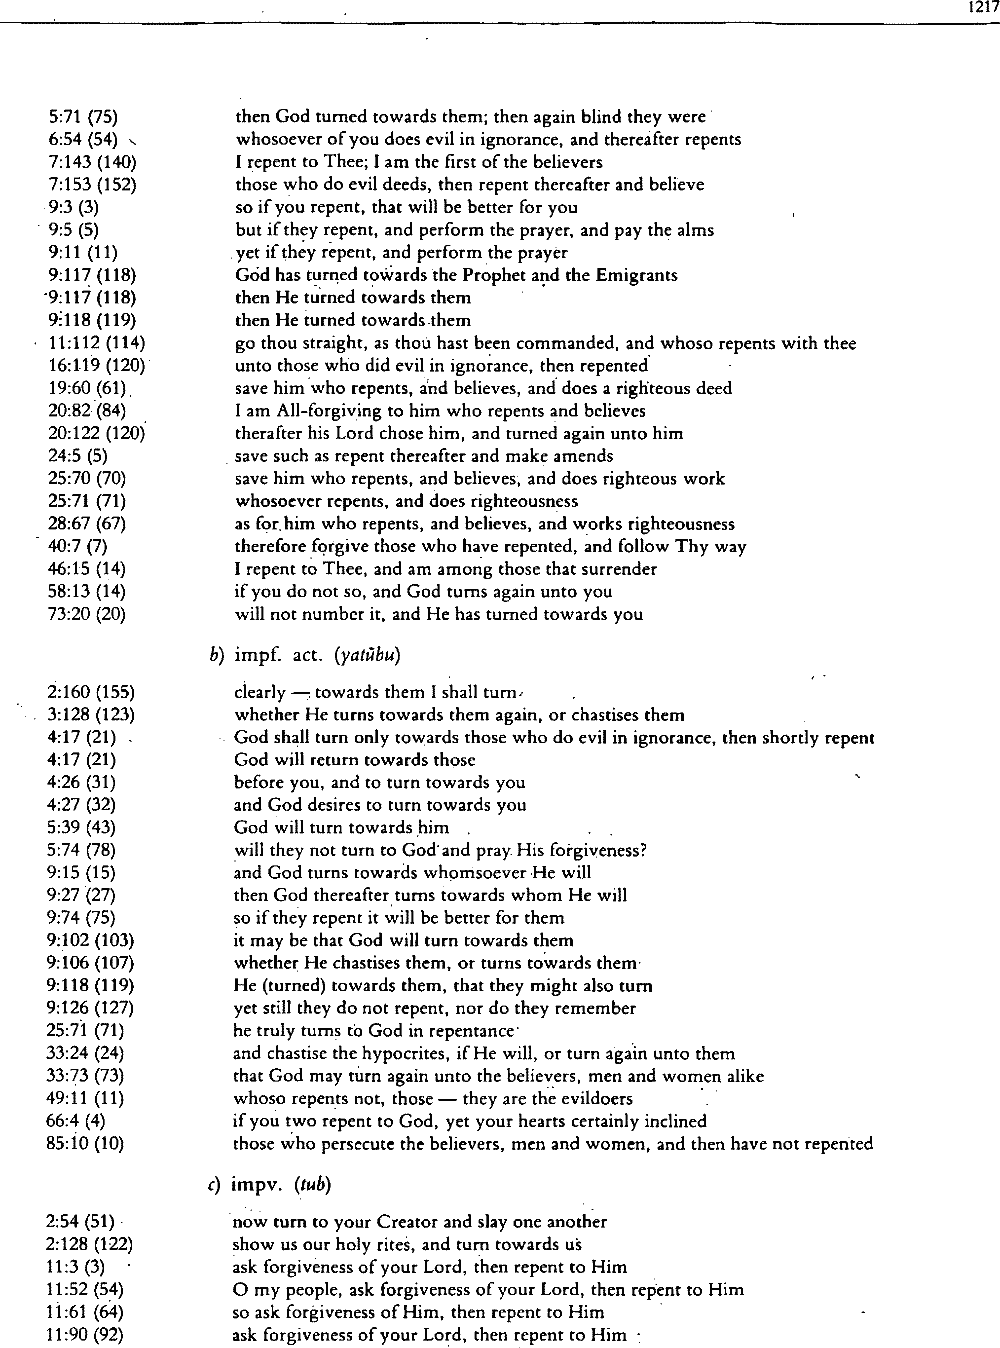 1217
5:71 (75) then God turned towards them; then again blind they were
6:54 (54) whosoever of you does evil in ignorance, and thereafter repents
7:143 (140) I repent to Thee; I am the first of the believers
7:153 (152) those who do evil deeds, then repent thereafter and believe
9:3 (3) so if you repent, that will be better for you
9:5 (5) but if they repent, and perform the prayer, and pay the alms
9:11 (11) yet if they repent, and perform the prayer
9:117 (118) God has turned towards the Prophet and the Emigrants
9:117 (118) then He turned towards them
9:118 (119) then He turned towards them
11:112 (114) go thou straight, as thou hast been commanded, and whoso repents with thee
16:119 (120) unto those who did evil in ignorance, then repented
19:60 (61) save him who repents, and believes, and does a righteous deed
20:82 (84) I am All-forgiving to him who repents and believes
20:122 (120) therafter his Lord chose him, and turned again unto him
24:5 (5) save such as repent thereafter and make amends
25:70 (70) save him who repents, and believes, and does righteous work
25:71 (71) whosoever repents, and does righteousness
28:67 (67) as for him who repents, and believes, and works righteousness
40:7 (7) therefore forgive those who have repented, and follow Thy way
46:15 (14) I repent to Thee, and am among those that surrender
58:13 (14) if you do not so, and God turns again unto you
73:20 (20) will not number it, and He has turned towards you
b) impf. act. (yatūbu)
2:160 (155) clearly — towards them I shall turn
3:128 (123) whether He turns towards them again, or chastises them
4:17 (21) God shall turn only towards those who do evil in ignorance, then shortly repent
4:17 (21) God will return towards those
4:26 (31) before you, and to turn towards you
4:27 (32) and God desires to turn towards you
5:39 (43) God will turn towards him
5:74 (78) will they not turn to God and pray His forgiveness?
9:15 (15) and God turns towards whomsoever He will
9:27 (27) then God thereafter turns towards whom He will
9:74 (75) so if they repent it will be better for them
9:102 (103) it may be that God will turn towards them
9:106 (107) whether He chastises them, or turns towards them
9:118 (119) He (turned) towards them, that they might also turn
9:126 (127) yet still they do not repent, nor do they remember
25:71 (71) he truly turns to God in repentance
33:24 (24) and chastise the hypocrites, if He will, or turn again unto them
33:73 (73) that God may turn again unto the believers, men and women alike
49:11 (11) whoso repents not, those — they are the evildoers
66:4 (4) if you two repent to God, yet your hearts certainly inclined
85:10 (10) those who persecute the believers, men and women, and then have not repented
c) impv. (tub)
2:54 (51) now turn to your Creator and slay one another
2:128 (122) show us our holy rites, and turn towards us
11:3 (3) ask forgiveness of your Lord, then repent to Him
11:52 (54) O my people, ask forgiveness of your Lord, then repent to Him
11:61 (64) so ask forgiveness of Him, then repent to Him
11:90 (92) ask forgiveness of your Lord, then repent to Him